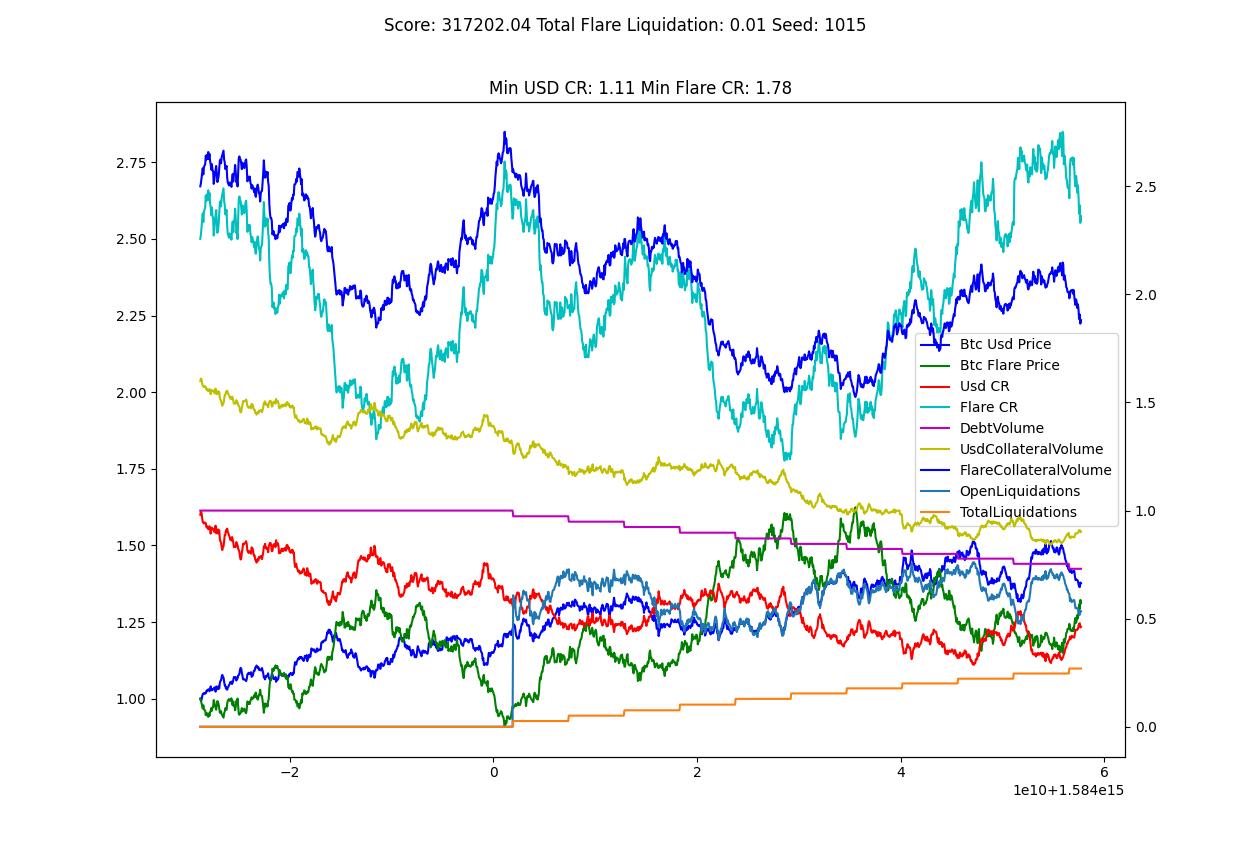 Score: 317202.04 Total Flare Liquidation: 0.01 Seed: 1015
Min USD CR: 1.11 Min Flare CR: 1.78
2.75
2.50
2.25
2.00
1.75
1.50
1.25
1.00
2.5
2.0
1.5
1.0
0.5
0.0
Btc Usd Price
Btc Flare Price
Usd CR
Flare CR
DebtVolume
UsdCollateralVolume
FlareCollateralVolume
OpenLiquidations
TotalLiquidations
−2 0 2 4 6
1e10+1.584e15